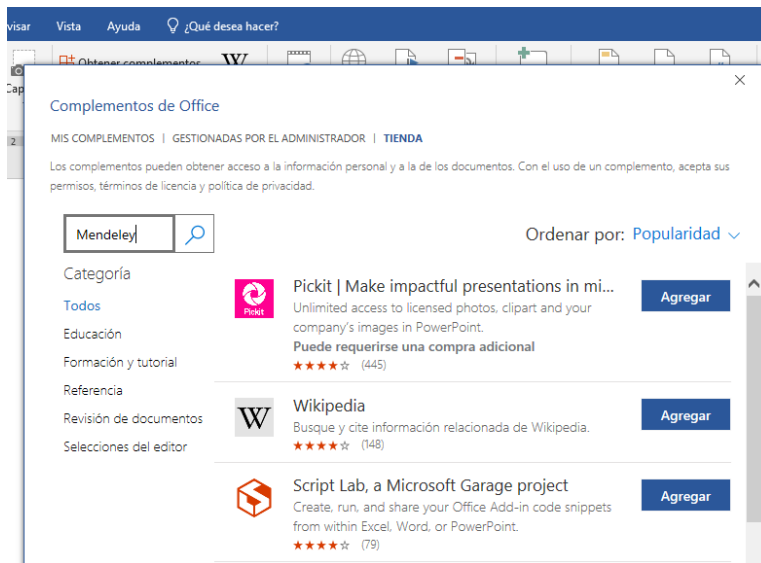 visar Vista Ayuda ¿Qué desea hacer?
Obtener complementos W
Cap
2
Complementos de Office
MIS COMPLEMENTOS | GESTIONADAS POR EL ADMINISTRADOR | TIENDA
Los complementos pueden obtener acceso a la información personal y a la de los documentos. Con el uso de un complemento, acepta sus
permisos, términos de licencia y política de privacidad.
Mendeley
Ordenar por: Popularidad
Categoría
Todos
Educación
Formación y tutorial
Referencia
Revisión de documentos
Selecciones del editor
Pickit
Pickit | Make impactful presentations in mi...
Unlimited access to licensed photos, clipart and your
company's images in PowerPoint.
Puede requerirse una compra adicional
(445)
Agregar
W
Wikipedia
Busque y cite información relacionada de Wikipedia.
(148)
Agregar
Script Lab, a Microsoft Garage project
Create, run, and share your Office Add-in code snippets
from within Excel, Word, or PowerPoint.
(79)
Agregar